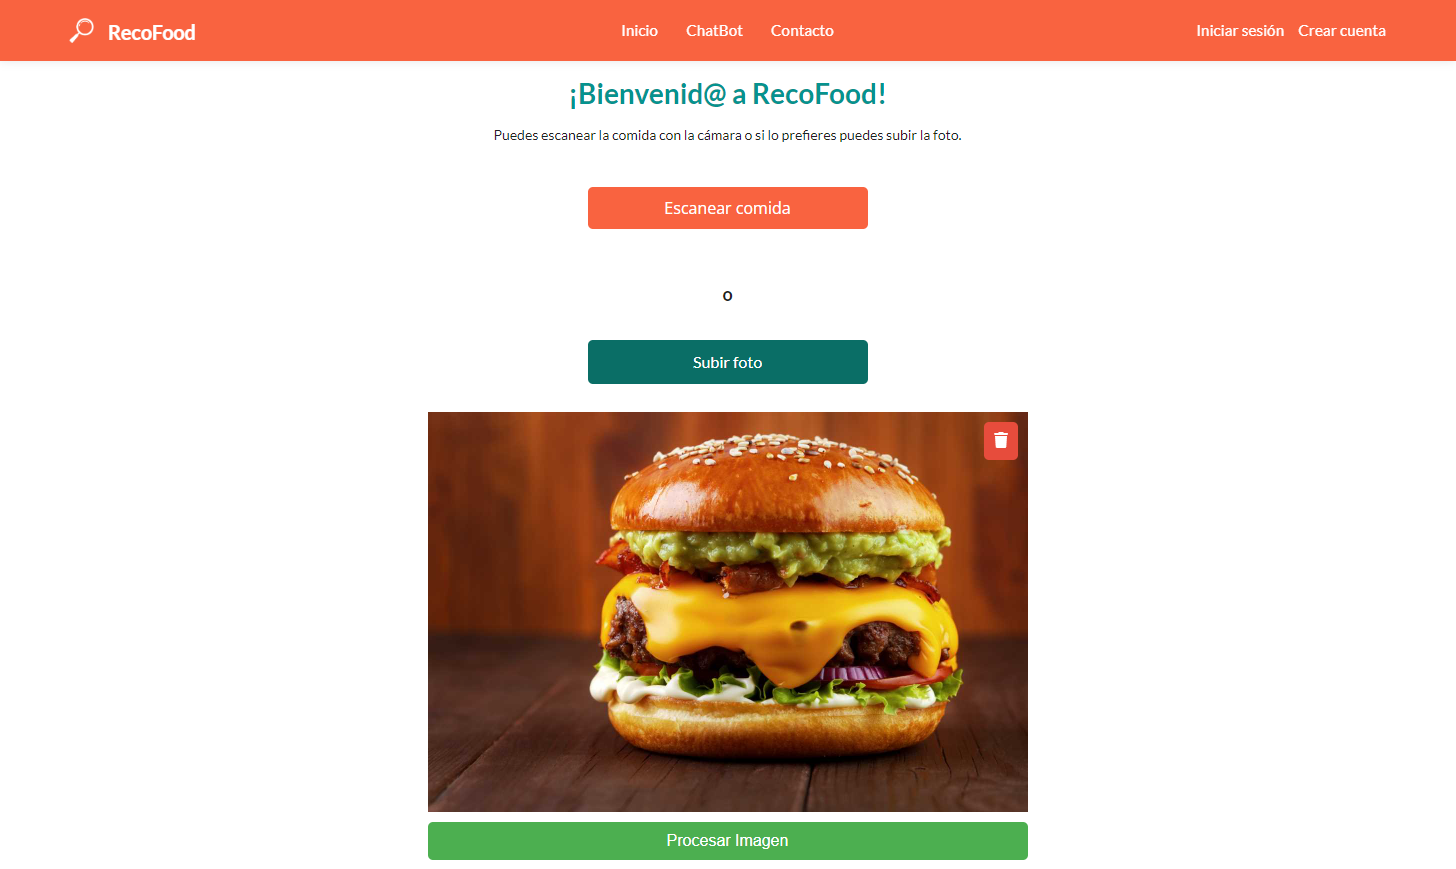 RecoFood
Inicio ChatBot Contacto
Iniciar sesión Crear cuenta
¡Bienvenid@ a RecoFood!
Puedes escanear la comida con la cámara o si lo prefieres puedes subir la foto.
Escanear comida
O
Subir foto
Procesar Imagen